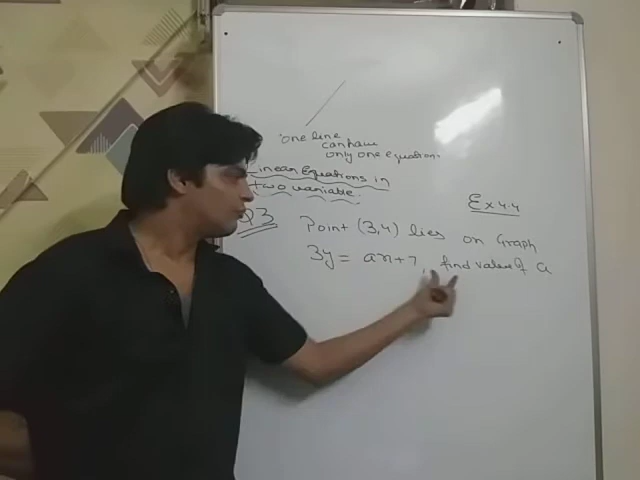 one line
can have
only one equation.
Linear Equations in
two variable
Ex 4.4
Q3 Point (3,4) lies on Graph
3y = ax+7, find value of a